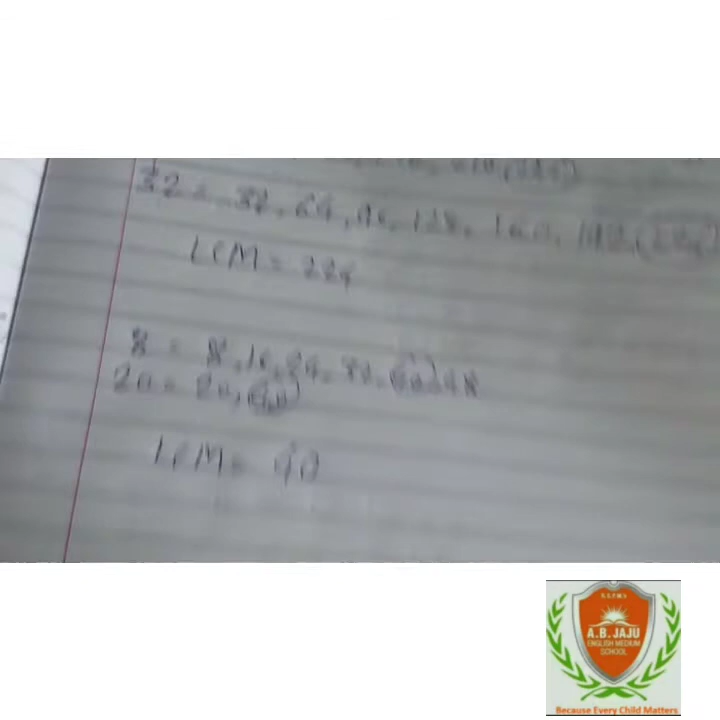 32 = 32, 64, 96, 128, 160, 192, (224)
LCM = 224
8 = 8, 16, 24, 32, (40) 48
20 = 20, (40)
LCM = 40
A.B. JAJU
ENGLISH MEDIUM
SCHOOL
Because Every Child Matters